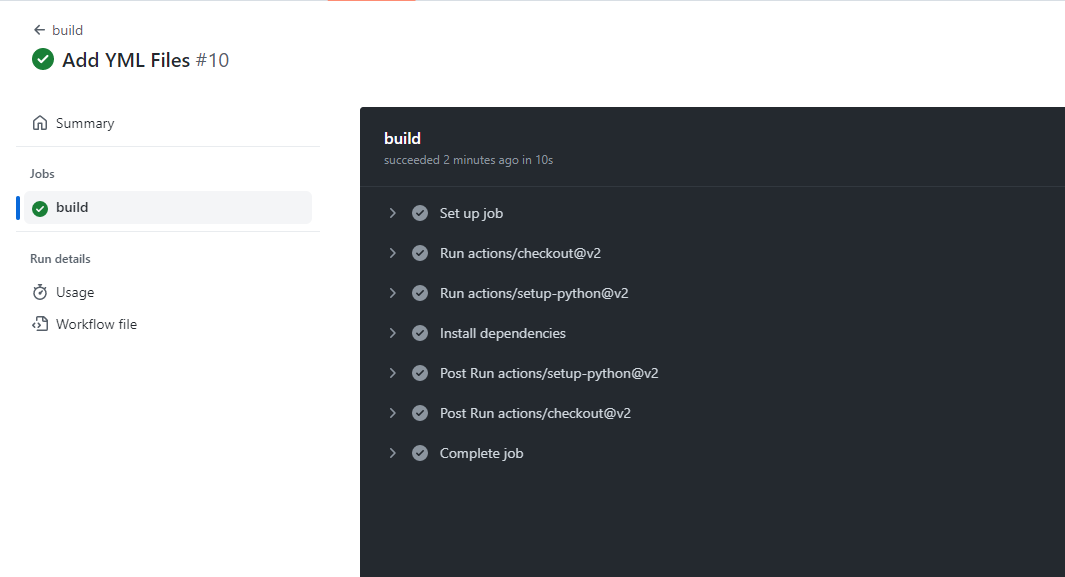 build
Add YML Files #10
Summary
Jobs
build
Run details
Usage
Workflow file
build
succeeded 2 minutes ago in 10s
Set up job
Run actions/checkout@v2
Run actions/setup-python@v2
Install dependencies
Post Run actions/setup-python@v2
Post Run actions/checkout@v2
Complete job